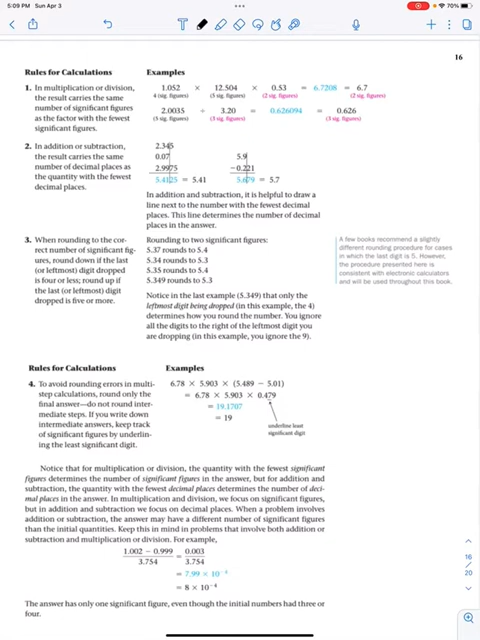 5:09 PM Sun Apr 3
70%
16
Rules for Calculations Examples
1. In multiplication or division,
the result carries the same
number of significant figures
as the factor with the fewest
significant figures.
1.052 × 12.504 × 0.53 = 6.7208 = 6.7
(4 sig. figures) (5 sig. figures) (2 sig. figures) (2 sig. figures)
2.0035 ÷ 3.20 = 0.626094 = 0.626
(5 sig. figures) (3 sig. figures) (3 sig. figures)
2. In addition or subtraction,
the result carries the same
number of decimal places as
the quantity with the fewest
decimal places.
2.345
0.07
2.9975
5.4125 = 5.41
5.9
−0.221
5.679 = 5.7
In addition and subtraction, it is helpful to draw a
line next to the number with the fewest decimal
places. This line determines the number of decimal
places in the answer.
3. When rounding to the cor-
rect number of significant fig-
ures, round down if the last
(or leftmost) digit dropped
is four or less; round up if
the last (or leftmost) digit
dropped is five or more.
Rounding to two significant figures:
5.37 rounds to 5.4
5.34 rounds to 5.3
5.35 rounds to 5.4
5.349 rounds to 5.3
Notice in the last example (5.349) that only the
leftmost digit being dropped (in this example, the 4)
determines how you round the number. You ignore
all the digits to the right of the leftmost digit you
are dropping (in this example, you ignore the 9).
A few books recommend a slightly
different rounding procedure for cases
in which the last digit is 5. However,
the procedure presented here is
consistent with electronic calculators
and will be used throughout this book.
Rules for Calculations Examples
4. To avoid rounding errors in multi-
step calculations, round only the
final answer—do not round inter-
mediate steps. If you write down
intermediate answers, keep track
of significant figures by underlin-
ing the least significant digit.
6.78 × 5.903 × (5.489 − 5.01)
= 6.78 × 5.903 × 0.479
= 19.1707
= 19
underline least
significant digit
Notice that for multiplication or division, the quantity with the fewest significant
figures determines the number of significant figures in the answer, but for addition and
subtraction, the quantity with the fewest decimal places determines the number of deci-
mal places in the answer. In multiplication and division, we focus on significant figures,
but in addition and subtraction we focus on decimal places. When a problem involves
addition or subtraction, the answer may have a different number of significant figures
than the initial quantities. Keep this in mind in problems that involve both addition or
subtraction and multiplication or division. For example,
1.002 − 0.999 = 0.003
3.754 3.754
= 7.99 × 10⁻⁴
= 8 × 10⁻⁴
The answer has only one significant figure, even though the initial numbers had three or
four.
16
/
20